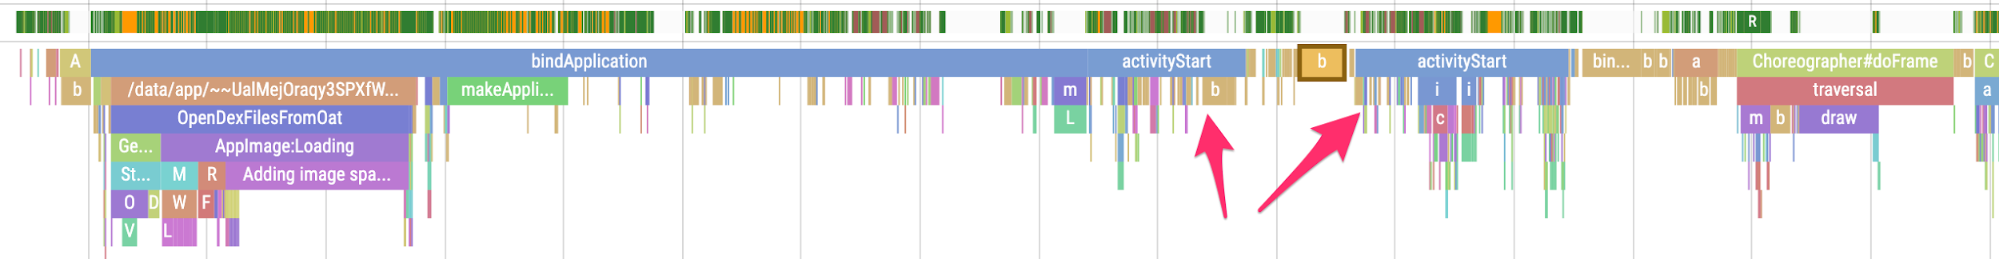 R
A bindApplication activityStart b activityStart bin... b b a Choreographer#doFrame b C
b /data/app/~~UalMejOraqy3SPXfW... makeAppli... m b i i b traversal a
OpenDexFilesFromOat L c m b draw
Ge... AppImage:Loading
St... M R Adding image spa...
O D W F
V L